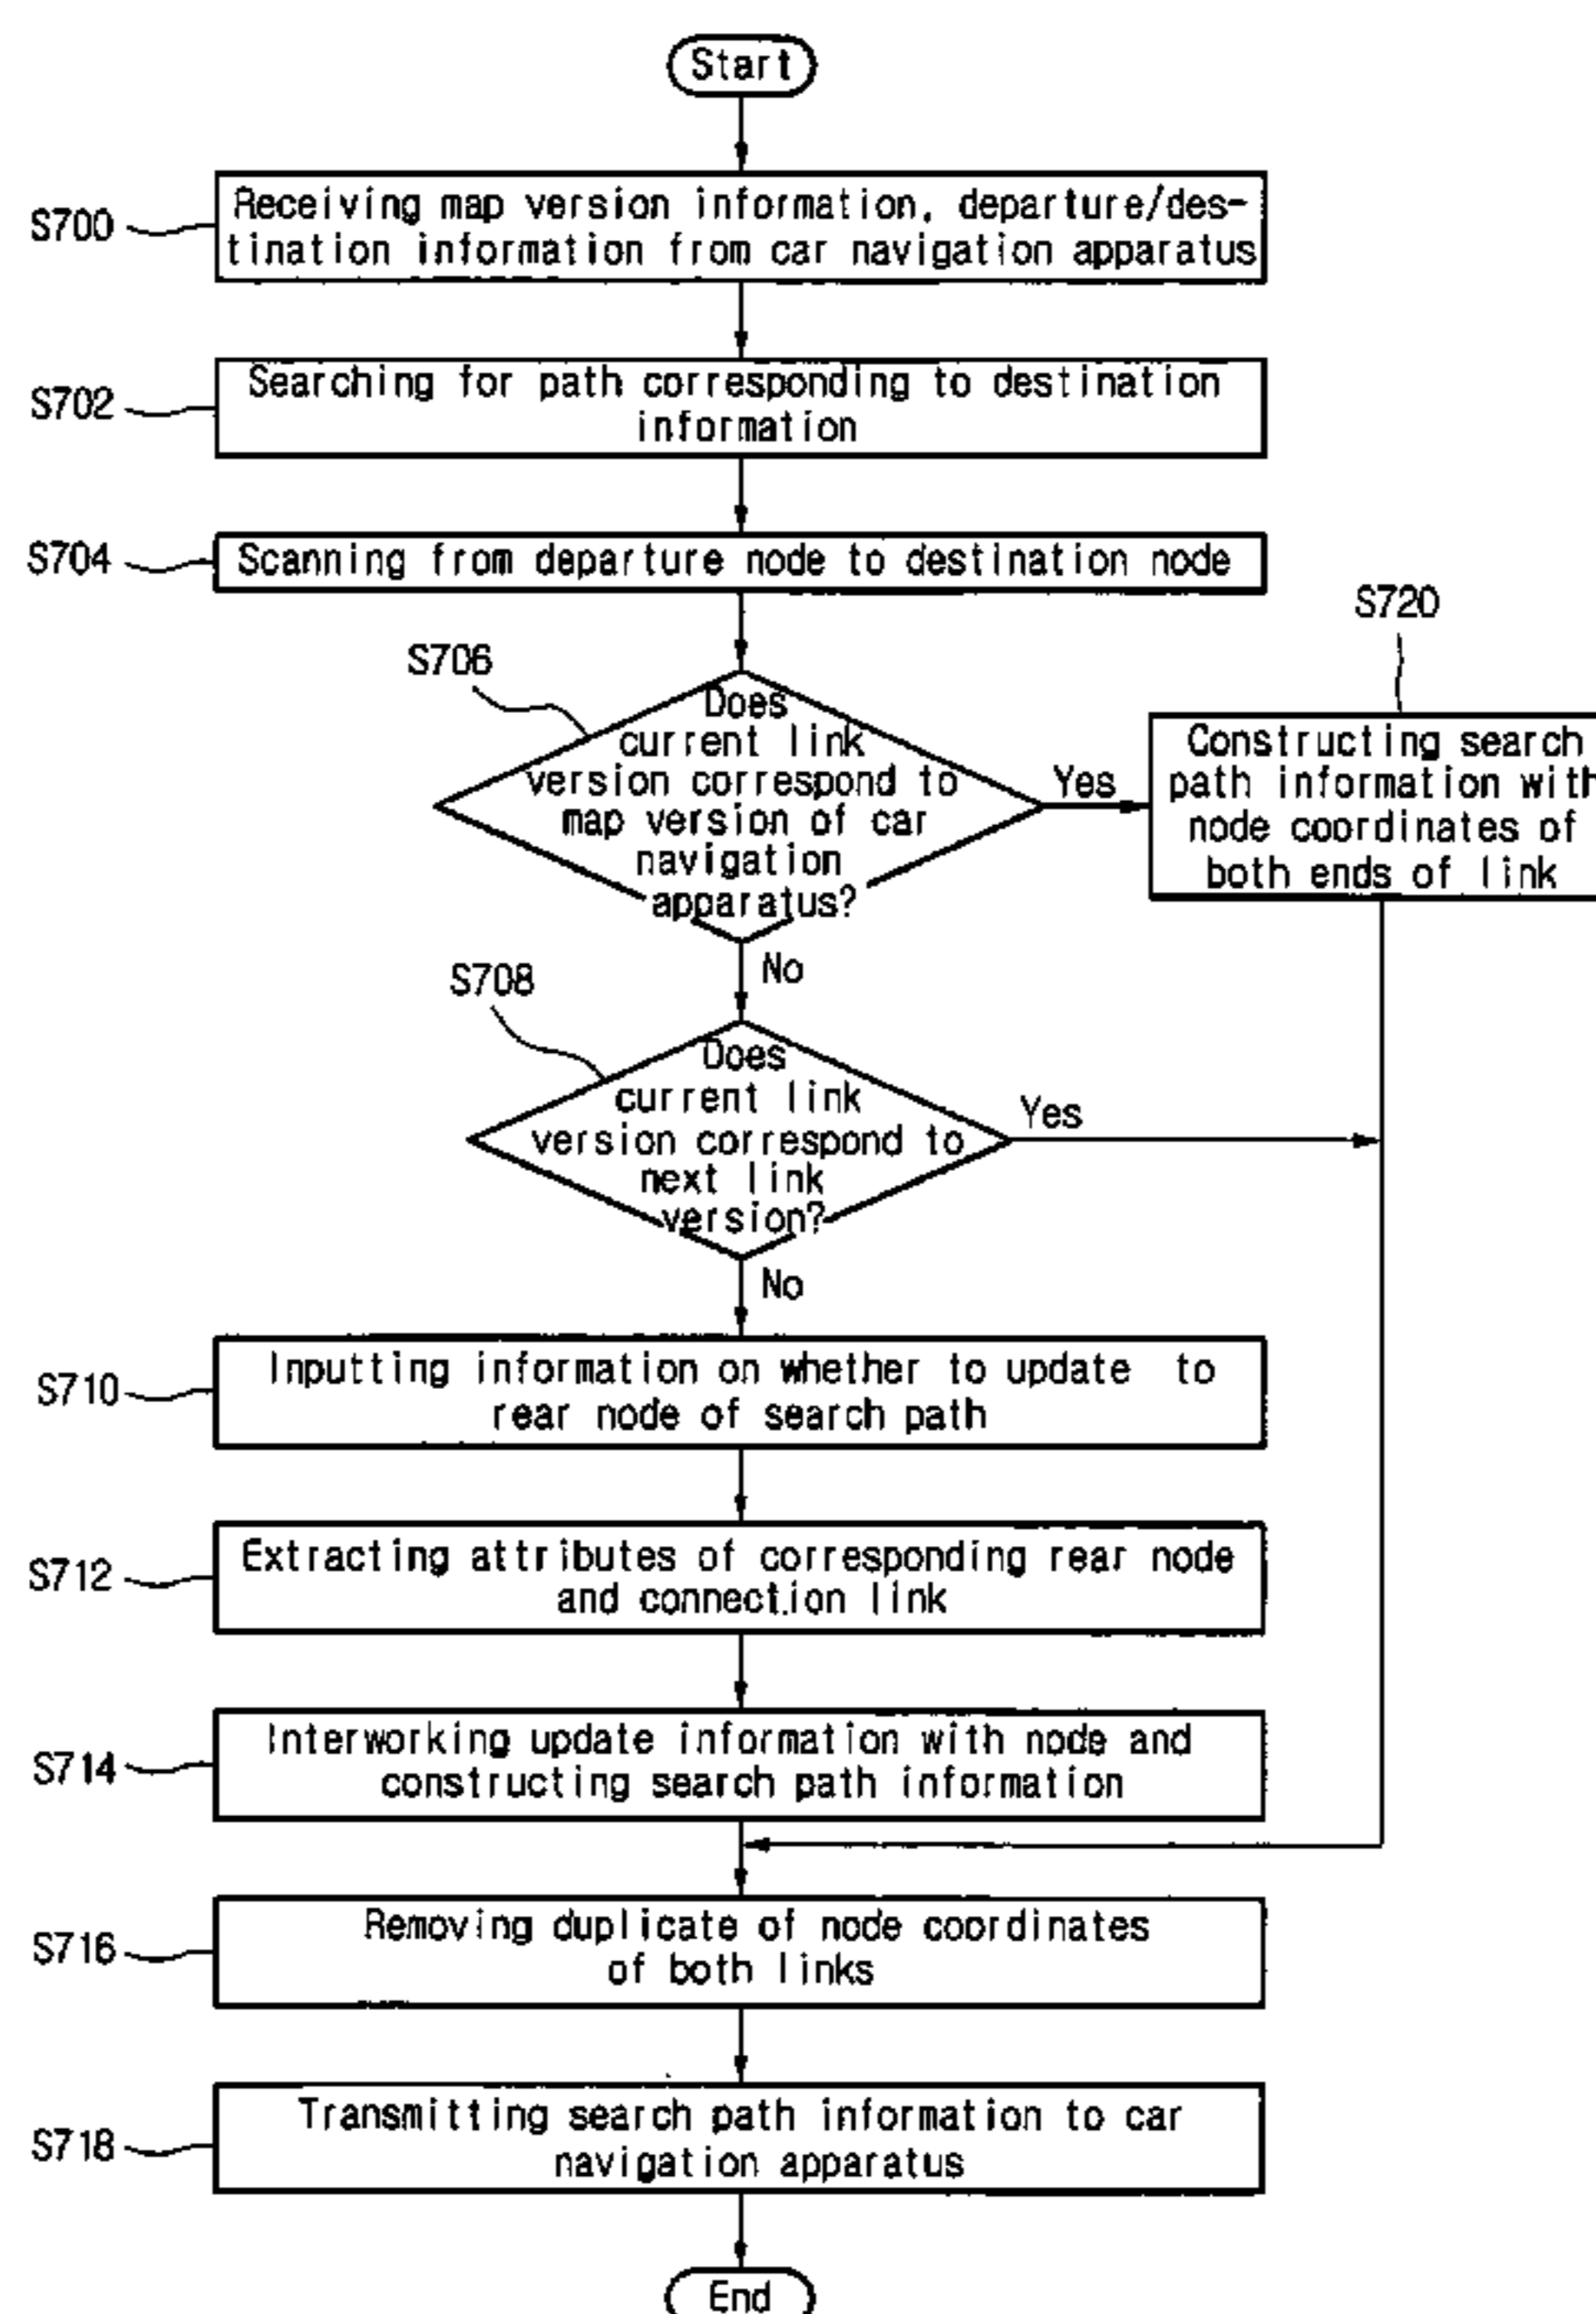 Start
S700
Receiving map version information, departure/des-
tination information from car navigation apparatus
S702
Searching for path corresponding to destination
information
S704
Scanning from departure node to destination node
S706
Does
current link
version correspond to
map version of car
navigation
apparatus?
Yes
S720
Constructing search
path information with
node coordinates of
both ends of link
No
S708
Does
current link
version correspond to
next link
version?
Yes
No
S710
Inputting information on whether to update to
rear node of search path
S712
Extracting attributes of corresponding rear node
and connection link
S714
Interworking update information with node and
constructing search path information
S716
Removing duplicate of node coordinates
of both links
S718
Transmitting search path information to car
navigation apparatus
End